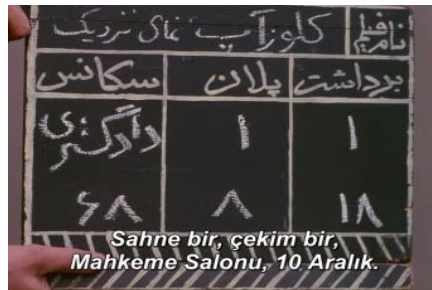 نام فیلم کلوزآپ نمای نزدیک
برداشت پلان سکانس
۱ ۱ دادگستری
۱۸ ۸ ۶۸
Sahne bir, çekim bir,
Mahkeme Salonu, 10 Aralık.